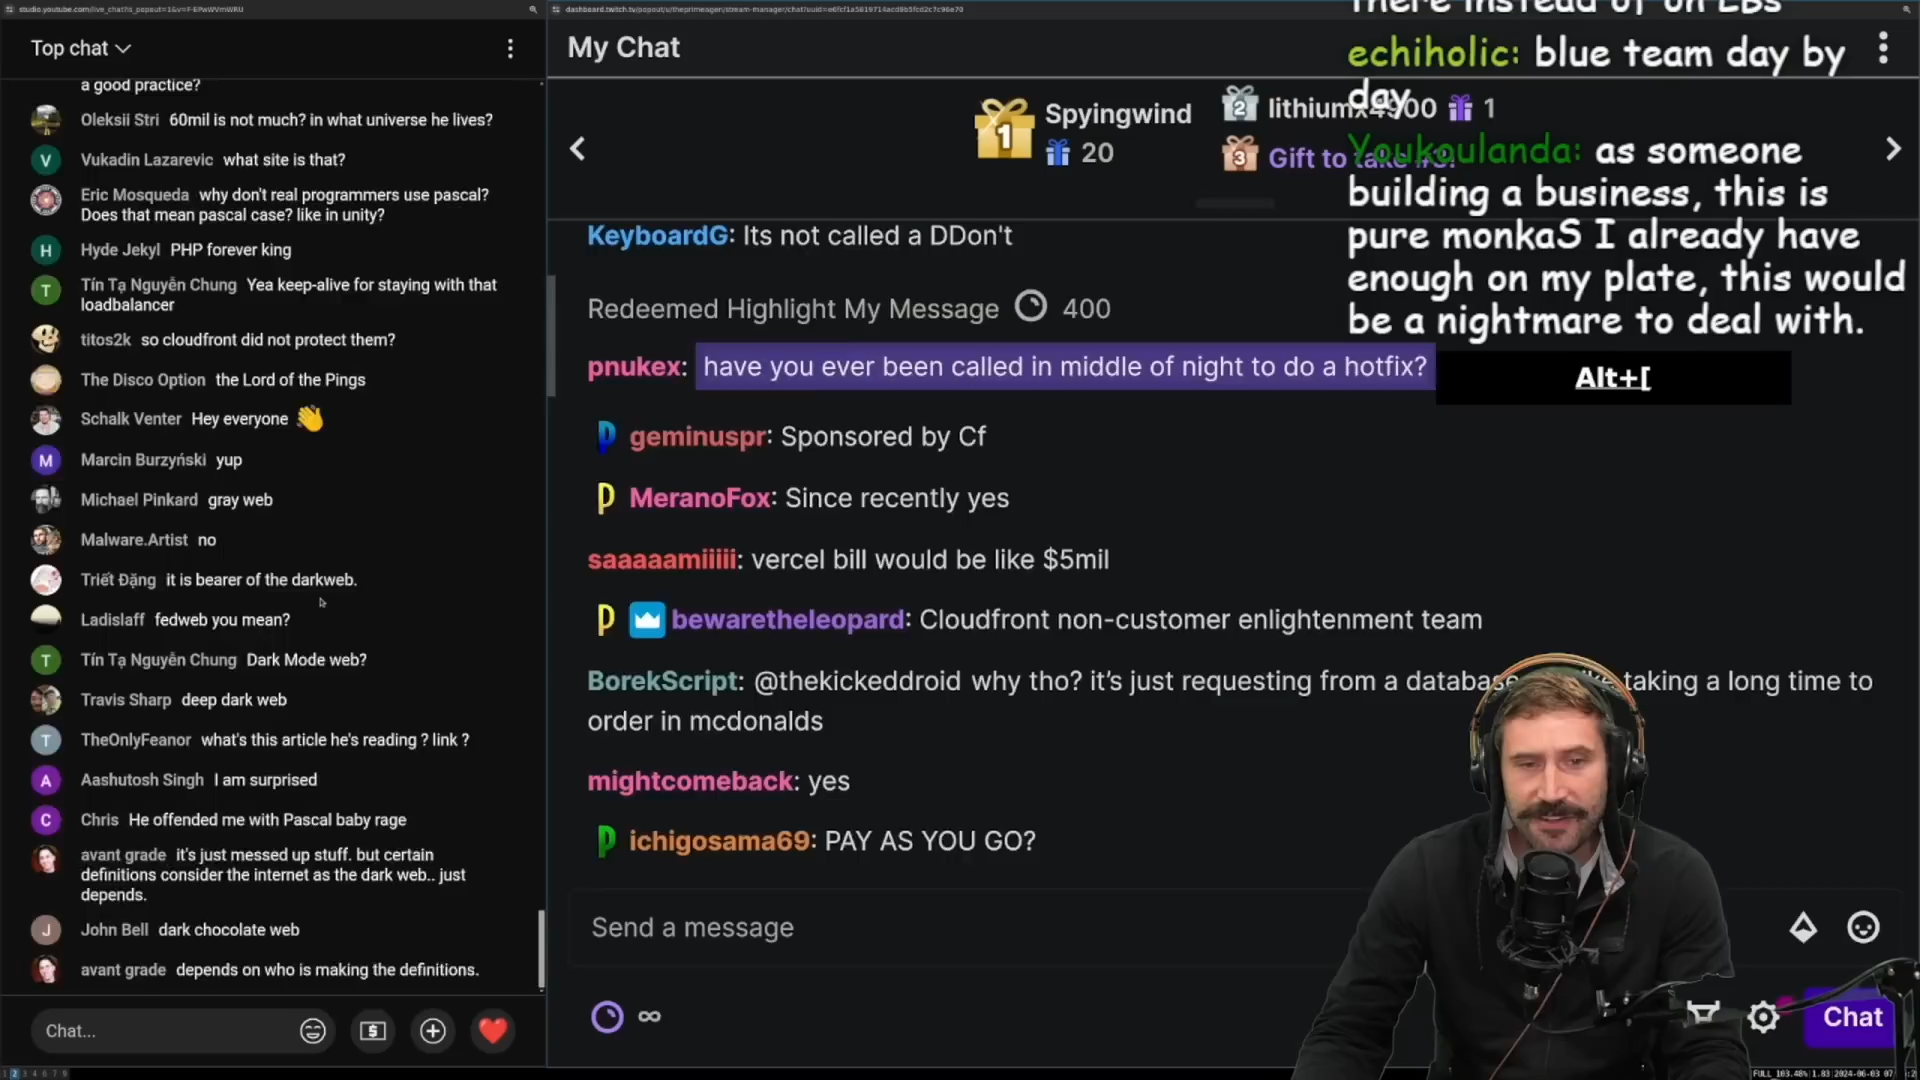 studio.youtube.com/live_chat?is_popout=1&v=F-EPwWVmWRU
Top chat
a good practice?
Oleksii Stri 60mil is not much? in what universe he lives?
V
Vukadin Lazarevic what site is that?
Eric Mosqueda why don't real programmers use pascal?
Does that mean pascal case? like in unity?
H
Hyde Jekyl PHP forever king
T
Tín Tạ Nguyễn Chung Yea keep-alive for staying with that
loadbalancer
titos2k so cloudfront did not protect them?
The Disco Option the Lord of the Pings
Schalk Venter Hey everyone 👋
M
Marcin Burzyński yup
Michael Pinkard gray web
Malware.Artist no
Triết Đặng it is bearer of the darkweb.
Ladislaff fedweb you mean?
T
Tín Tạ Nguyễn Chung Dark Mode web?
Travis Sharp deep dark web
T
TheOnlyFeanor what's this article he's reading ? link ?
A
Aashutosh Singh I am surprised
C
Chris He offended me with Pascal baby rage
avant grade it's just messed up stuff. but certain
definitions consider the internet as the dark web.. just
depends.
J
John Bell dark chocolate web
avant grade depends on who is making the definitions.
Chat...
My Chat
1
Spyingwind
20
2
lithiumx4900 1
3
Gift to take #3!
KeyboardG: Its not called a DDon't
Redeemed Highlight My Message 400
pnukex: have you ever been called in middle of night to do a hotfix?
geminuspr: Sponsored by Cf
MeranoFox: Since recently yes
saaaaamiiiii: vercel bill would be like $5mil
bewaretheleopard: Cloudfront non-customer enlightenment team
BorekScript: @thekickeddroid why tho? it's just requesting from a database taking a long time to
order in mcdonalds
mightcomeback: yes
ichigosama69: PAY AS YOU GO?
Send a message
∞
Chat
there instead of on LBs
echiholic: blue team day by
day
Youkoulanda: as someone
building a business, this is
pure monkaS I already have
enough on my plate, this would
be a nightmare to deal with.
Alt+[